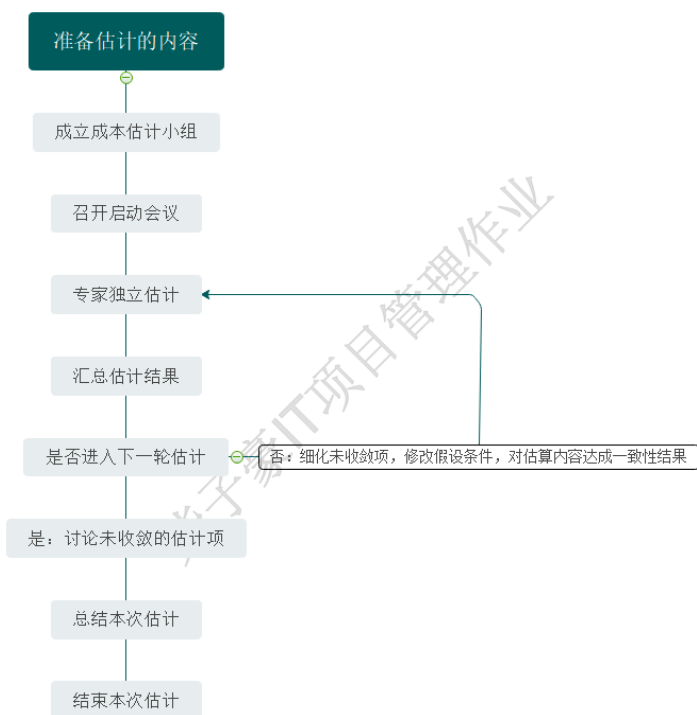 准备估计的内容
成立成本估计小组
召开启动会议
专家独立估计
汇总估计结果
是否进入下一轮估计
否：细化未收敛项，修改假设条件，对估算内容达成一致性结果
是：讨论未收敛的估计项
总结本次估计
结束本次估计
子豪IT项目管理作业